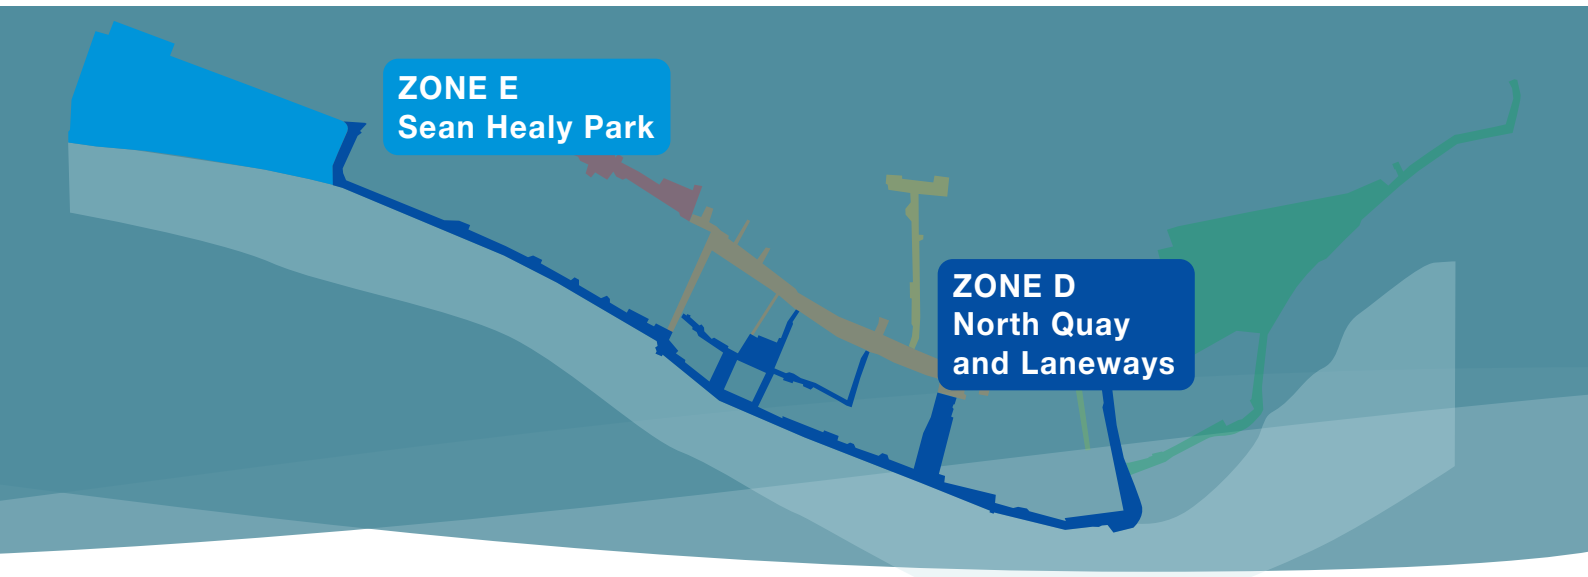 ZONE E
Sean Healy Park
ZONE D
North Quay
and Laneways